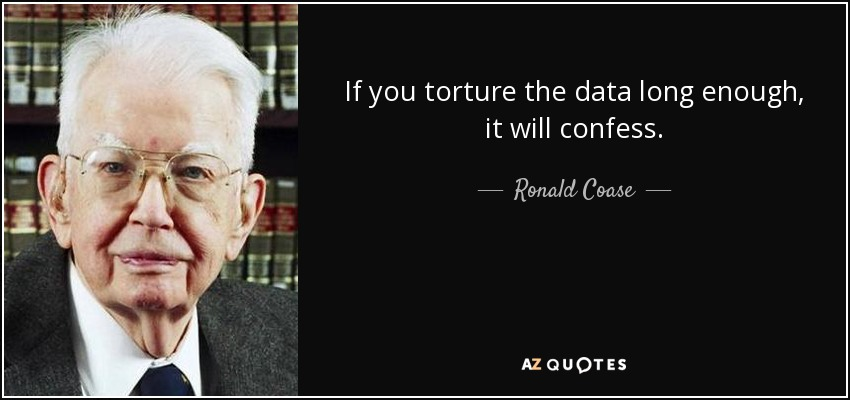 If you torture the data long enough,
it will confess.
Ronald Coase
AZ QUOTES